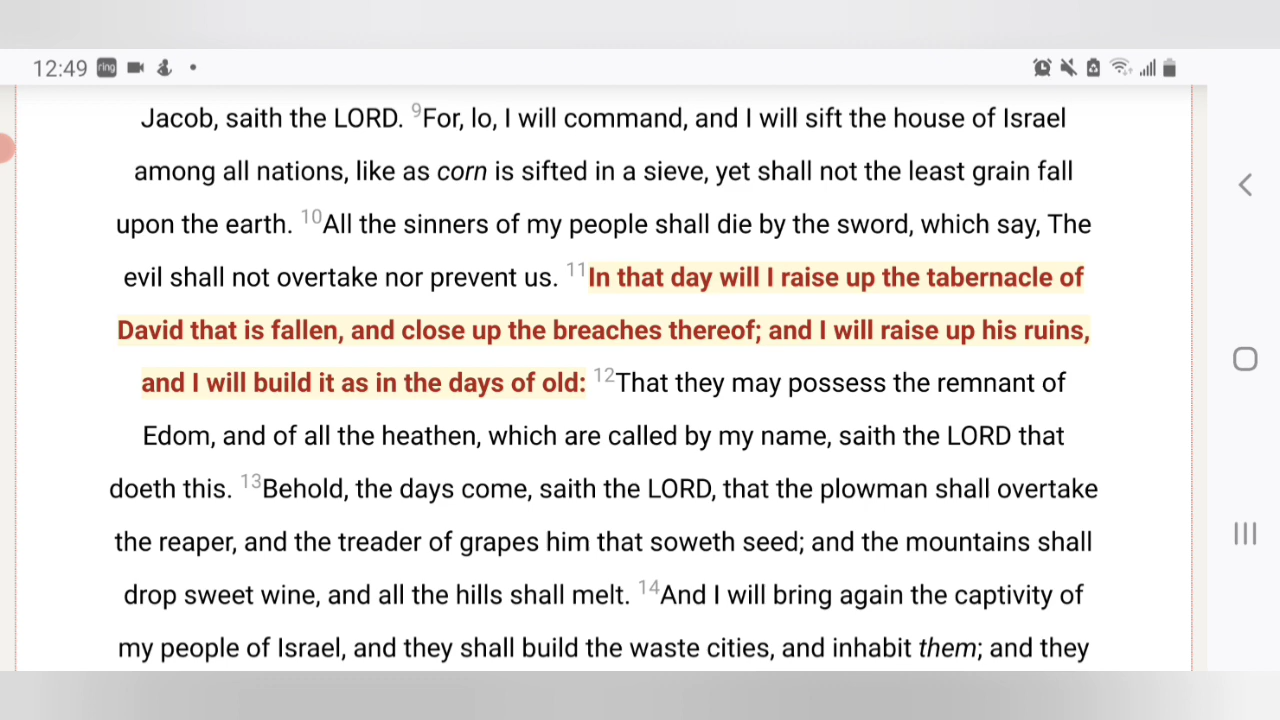 12:49 ring
Jacob, saith the LORD. 9For, lo, I will command, and I will sift the house of Israel
among all nations, like as corn is sifted in a sieve, yet shall not the least grain fall
upon the earth. 10All the sinners of my people shall die by the sword, which say, The
evil shall not overtake nor prevent us. 11In that day will I raise up the tabernacle of
David that is fallen, and close up the breaches thereof; and I will raise up his ruins,
and I will build it as in the days of old: 12That they may possess the remnant of
Edom, and of all the heathen, which are called by my name, saith the LORD that
doeth this. 13Behold, the days come, saith the LORD, that the plowman shall overtake
the reaper, and the treader of grapes him that soweth seed; and the mountains shall
drop sweet wine, and all the hills shall melt. 14And I will bring again the captivity of
my people of Israel, and they shall build the waste cities, and inhabit them; and they